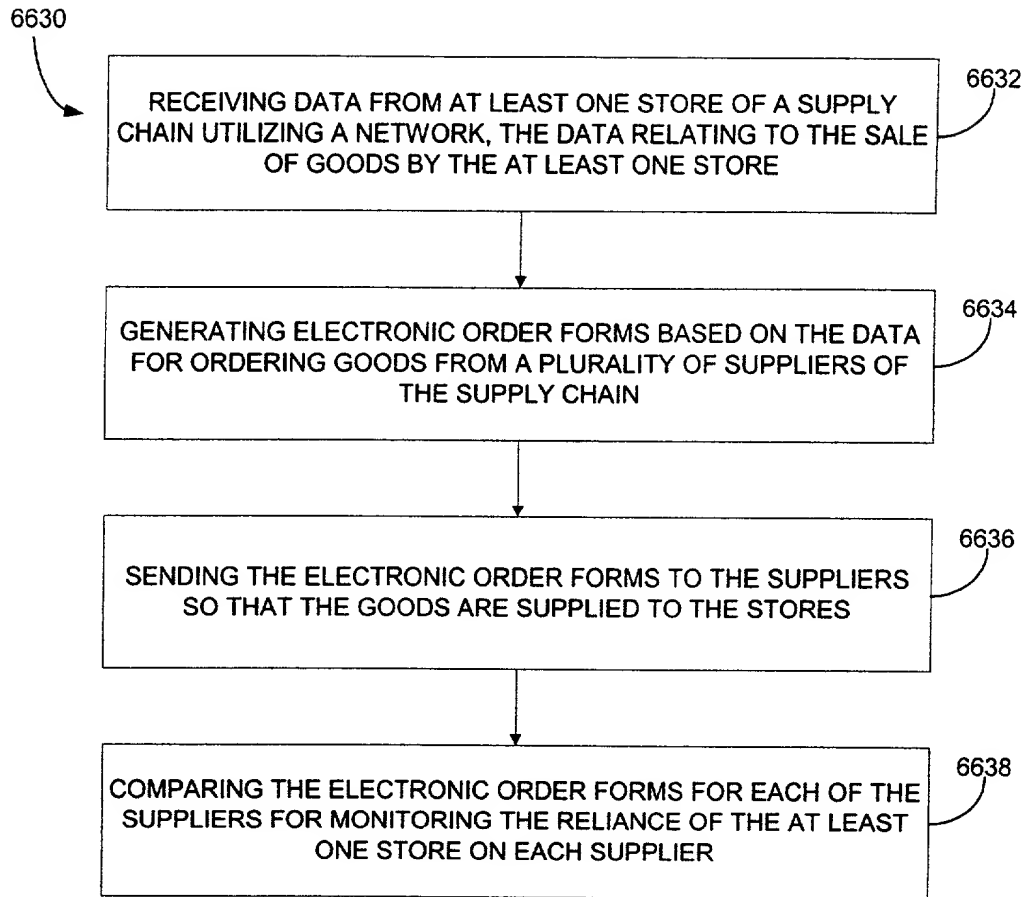 6630
6632
RECEIVING DATA FROM AT LEAST ONE STORE OF A SUPPLY
CHAIN UTILIZING A NETWORK, THE DATA RELATING TO THE SALE
OF GOODS BY THE AT LEAST ONE STORE
6634
GENERATING ELECTRONIC ORDER FORMS BASED ON THE DATA
FOR ORDERING GOODS FROM A PLURALITY OF SUPPLIERS OF
THE SUPPLY CHAIN
6636
SENDING THE ELECTRONIC ORDER FORMS TO THE SUPPLIERS
SO THAT THE GOODS ARE SUPPLIED TO THE STORES
6638
COMPARING THE ELECTRONIC ORDER FORMS FOR EACH OF THE
SUPPLIERS FOR MONITORING THE RELIANCE OF THE AT LEAST
ONE STORE ON EACH SUPPLIER